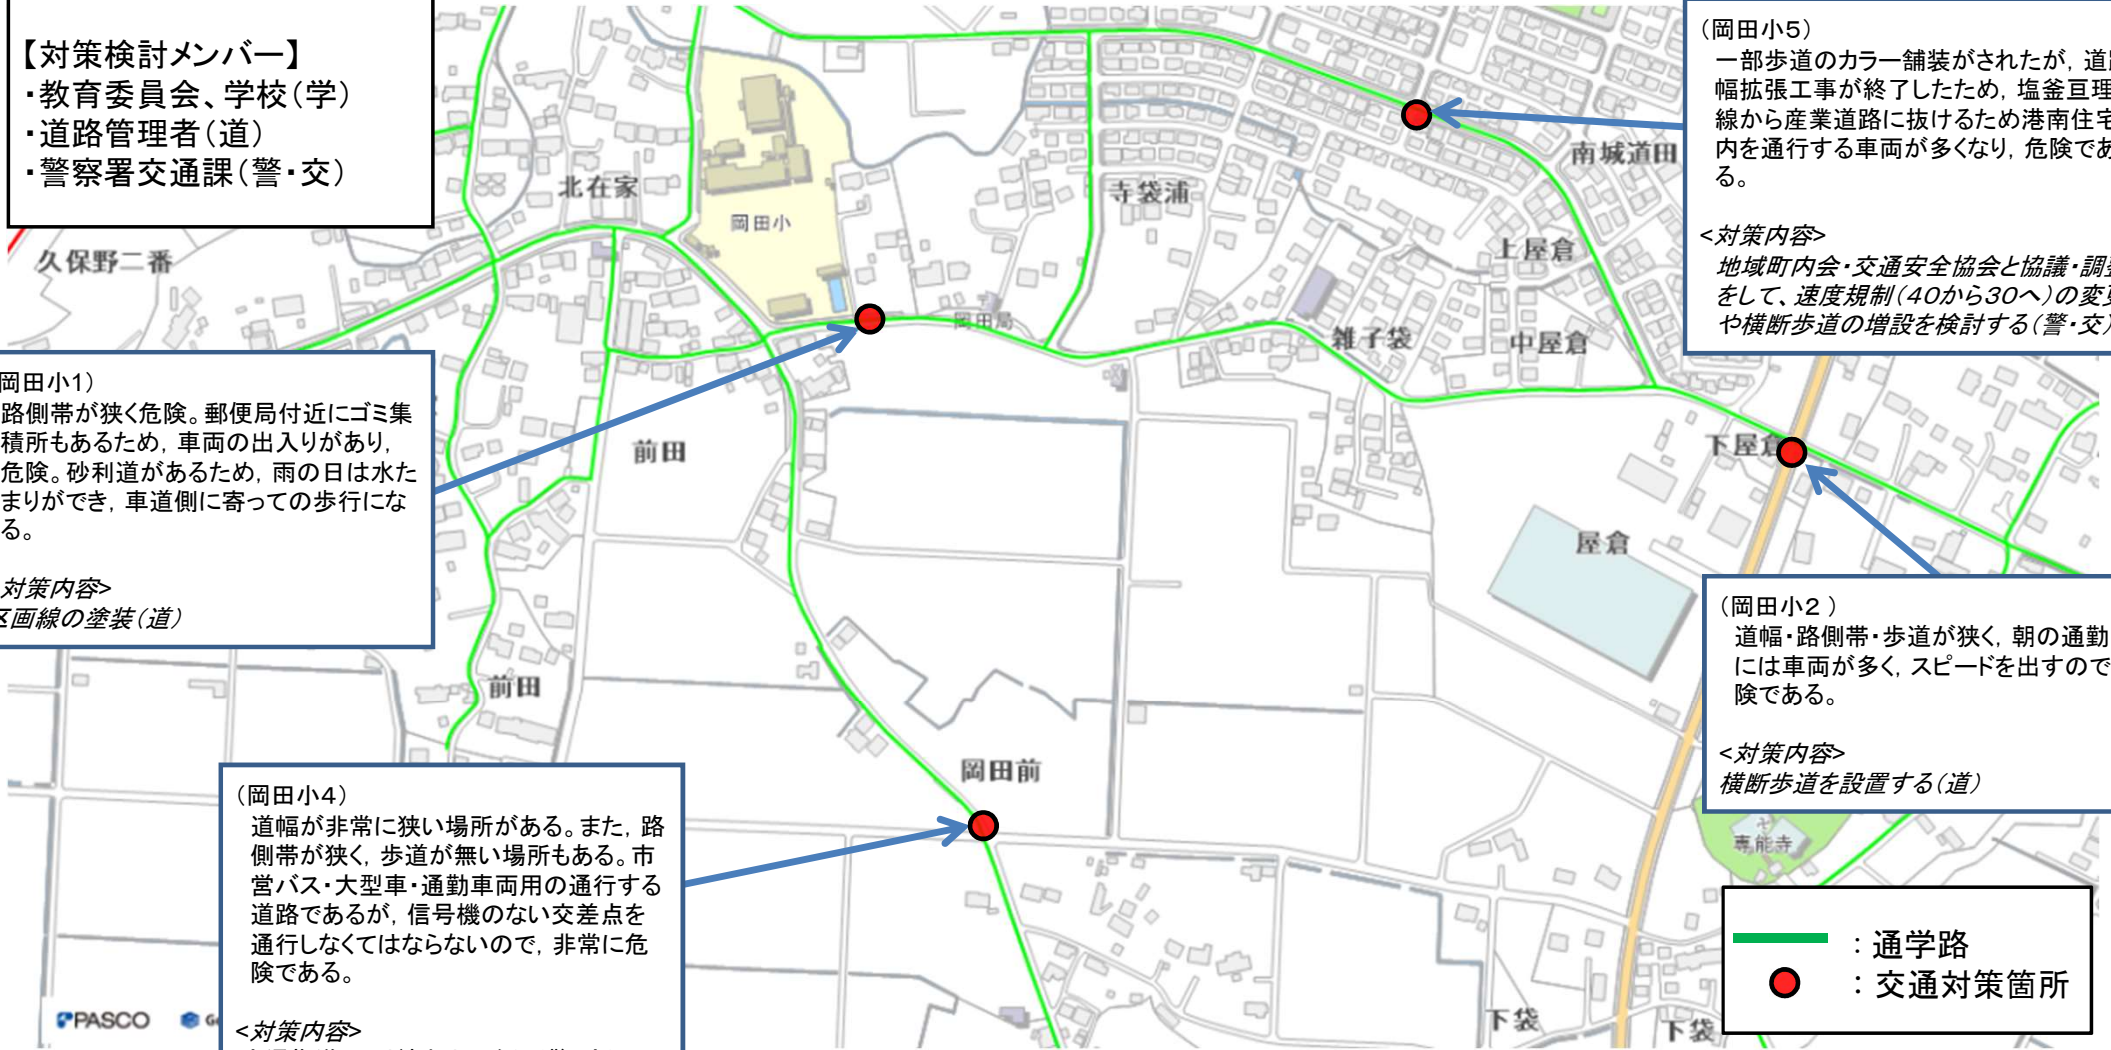 【対策検討メンバー】
・教育委員会、学校（学）
・道路管理者（道）
・警察署交通課（警・交）
（岡田小5）
一部歩道のカラー舗装がされたが，道
幅拡張工事が終了したため，塩釜亘理
線から産業道路に抜けるため港南住宅
内を通行する車両が多くなり，危険であ
る。
<対策内容>
地域町内会・交通安全協会と協議・調
をして、速度規制（40から30へ）の変
や横断歩道の増設を検討する（警・交）
北在家
久保野二番
岡田小
寺袋浦
南城道田
上屋倉
中屋倉
雑子袋
岡田局
岡田小1）
路側帯が狭く危険。郵便局付近にゴミ集
積所もあるため，車両の出入りがあり，
危険。砂利道があるため，雨の日は水た
まりができ，車道側に寄っての歩行にな
る。
対策内容>
区画線の塗装（道）
前田
下屋倉
屋倉
（岡田小2）
道幅・路側帯・歩道が狭く，朝の通勤
には車両が多く，スピードを出すので
険である。
<対策内容>
横断歩道を設置する（道）
前田
岡田前
（岡田小4）
道幅が非常に狭い場所がある。また，路
側帯が狭く，歩道が無い場所もある。市
営バス・大型車・通勤車両用の通行する
道路であるが，信号機のない交差点を
通行しなくてはならないので，非常に危
険である。
<対策内容>
専能寺
：通学路
：交通対策箇所
下袋
下袋
PASCO